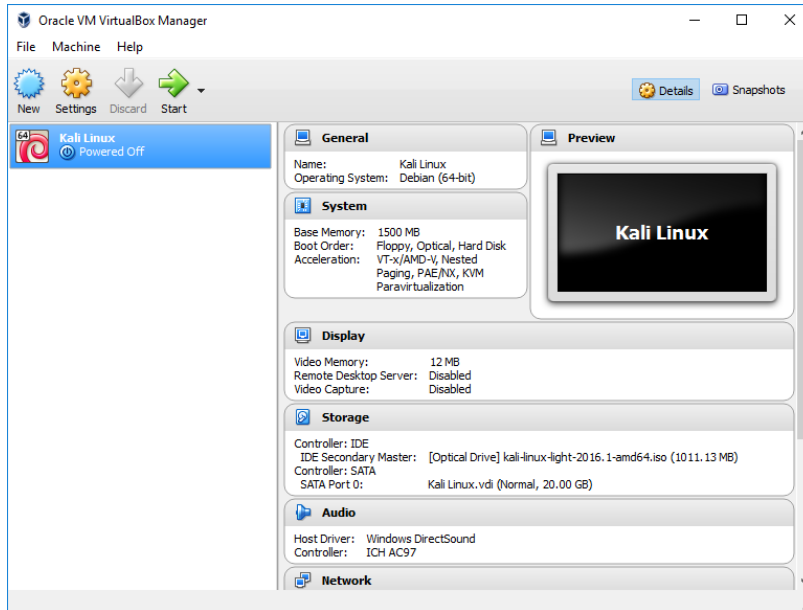 Oracle VM VirtualBox Manager
File Machine Help
New Settings Discard Start
Details Snapshots
64
Kali Linux
Powered Off
General
Name: Kali Linux
Operating System: Debian (64-bit)
System
Base Memory: 1500 MB
Boot Order: Floppy, Optical, Hard Disk
Acceleration: VT-x/AMD-V, Nested
Paging, PAE/NX, KVM
Paravirtualization
Preview
Kali Linux
Display
Video Memory: 12 MB
Remote Desktop Server: Disabled
Video Capture: Disabled
Storage
Controller: IDE
IDE Secondary Master: [Optical Drive] kali-linux-light-2016.1-amd64.iso (1011.13 MB)
Controller: SATA
SATA Port 0: Kali Linux.vdi (Normal, 20.00 GB)
Audio
Host Driver: Windows DirectSound
Controller: ICH AC97
Network